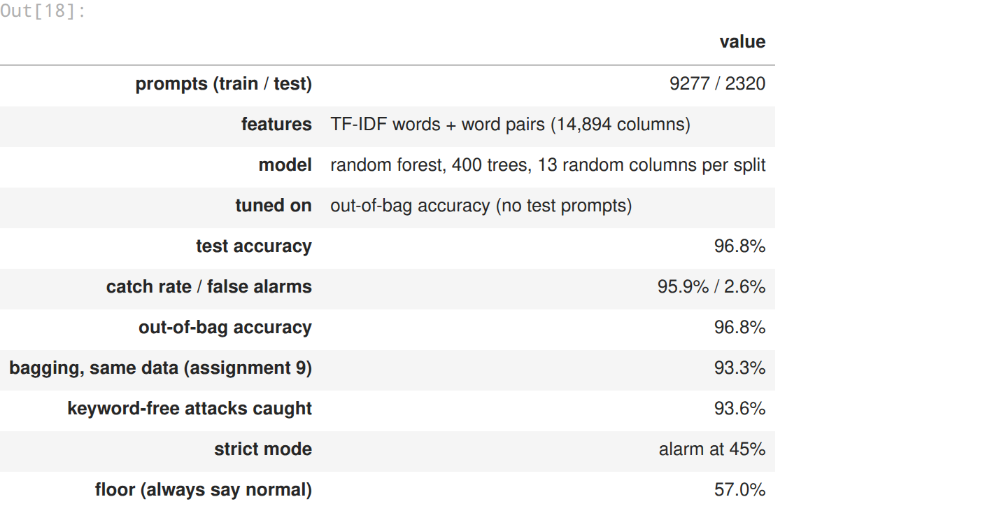 Out[18]:
value
prompts (train / test) 9277 / 2320
features TF-IDF words + word pairs (14,894 columns)
model random forest, 400 trees, 13 random columns per split
tuned on out-of-bag accuracy (no test prompts)
test accuracy 96.8%
catch rate / false alarms 95.9% / 2.6%
out-of-bag accuracy 96.8%
bagging, same data (assignment 9) 93.3%
keyword-free attacks caught 93.6%
strict mode alarm at 45%
floor (always say normal) 57.0%